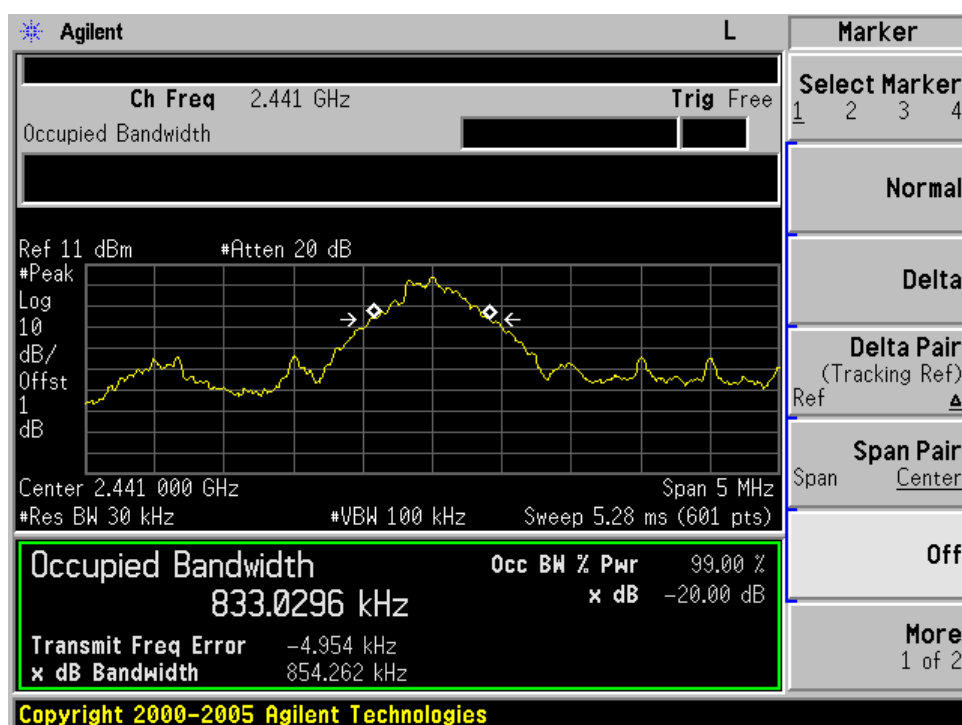 Agilent L
Ch Freq 2.441 GHz Trig Free
Occupied Bandwidth
Ref 11 dBm #Atten 20 dB
#Peak
Log
10
dB/
Offst
1
dB
Center 2.441 000 GHz Span 5 MHz
#Res BW 30 kHz #VBW 100 kHz Sweep 5.28 ms (601 pts)
Occupied Bandwidth Occ BW % Pwr 99.00 %
833.0296 kHz x dB -20.00 dB
Transmit Freq Error -4.954 kHz
x dB Bandwidth 854.262 kHz
Copyright 2000-2005 Agilent Technologies
Marker
Select Marker
1 2 3 4
Normal
Delta
Delta Pair
(Tracking Ref)
Ref Δ
Span Pair
Span Center
Off
More
1 of 2